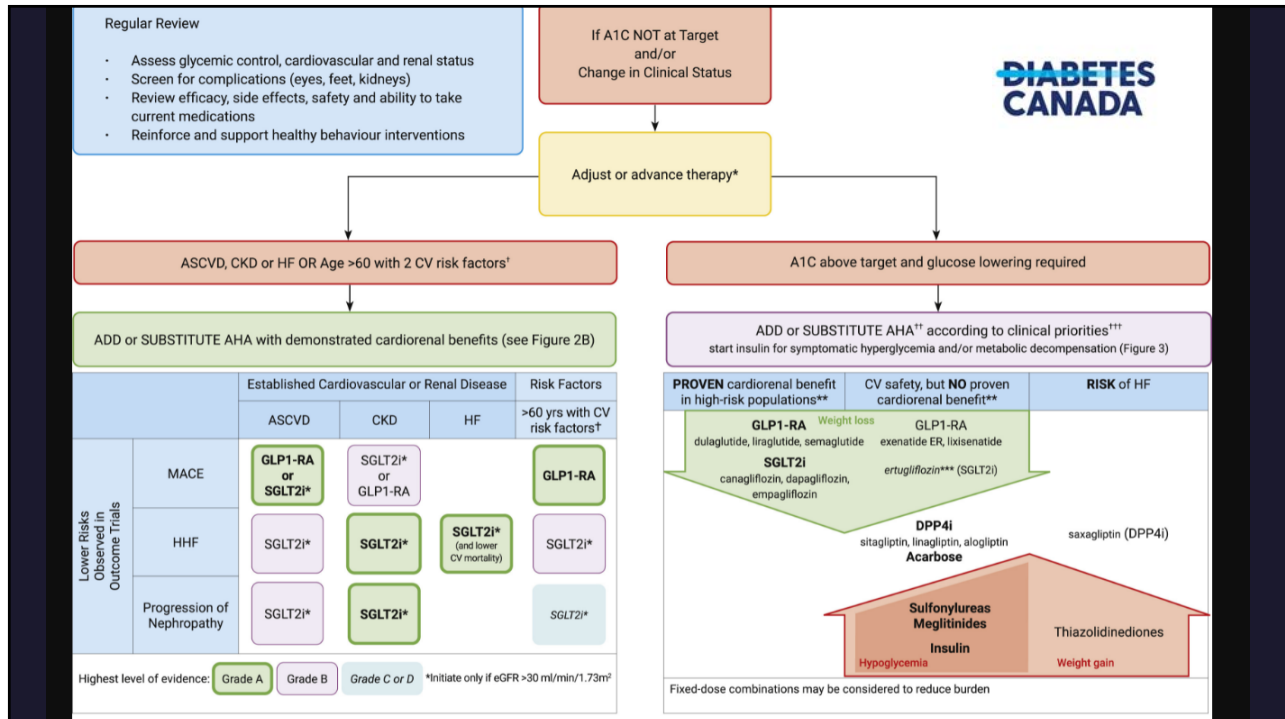 Regular Review
· Assess glycemic control, cardiovascular and renal status
· Screen for complications (eyes, feet, kidneys)
· Review efficacy, side effects, safety and ability to take
current medications
· Reinforce and support healthy behaviour interventions
If A1C NOT at Target
and/or
Change in Clinical Status
DIABETES
CANADA
Adjust or advance therapy*
ASCVD, CKD or HF OR Age >60 with 2 CV risk factors†
A1C above target and glucose lowering required
ADD or SUBSTITUTE AHA with demonstrated cardiorenal benefits (see Figure 2B)
ADD or SUBSTITUTE AHA†† according to clinical priorities†††
start insulin for symptomatic hyperglycemia and/or metabolic decompensation (Figure 3)
Established Cardiovascular or Renal Disease
Risk Factors
ASCVD
CKD
HF
>60 yrs with CV
risk factors†
Lower Risks
Observed in
Outcome Trials
MACE
GLP1-RA
or
SGLT2i*
SGLT2i*
or
GLP1-RA
GLP1-RA
HHF
SGLT2i*
SGLT2i*
SGLT2i*
(and lower
CV mortality)
SGLT2i*
Progression of
Nephropathy
SGLT2i*
SGLT2i*
SGLT2i*
Highest level of evidence:
Grade A
Grade B
Grade C or D
*Initiate only if eGFR >30 ml/min/1.73m²
PROVEN cardiorenal benefit
in high-risk populations**
CV safety, but NO proven
cardiorenal benefit**
RISK of HF
Weight loss
GLP1-RA
dulaglutide, liraglutide, semaglutide
SGLT2i
canagliflozin, dapagliflozin,
empagliflozin
GLP1-RA
exenatide ER, lixisenatide
ertugliflozin*** (SGLT2i)
DPP4i
sitagliptin, linagliptin, alogliptin
Acarbose
saxagliptin (DPP4i)
Sulfonylureas
Meglitinides
Insulin
Hypoglycemia
Thiazolidinediones
Weight gain
Fixed-dose combinations may be considered to reduce burden